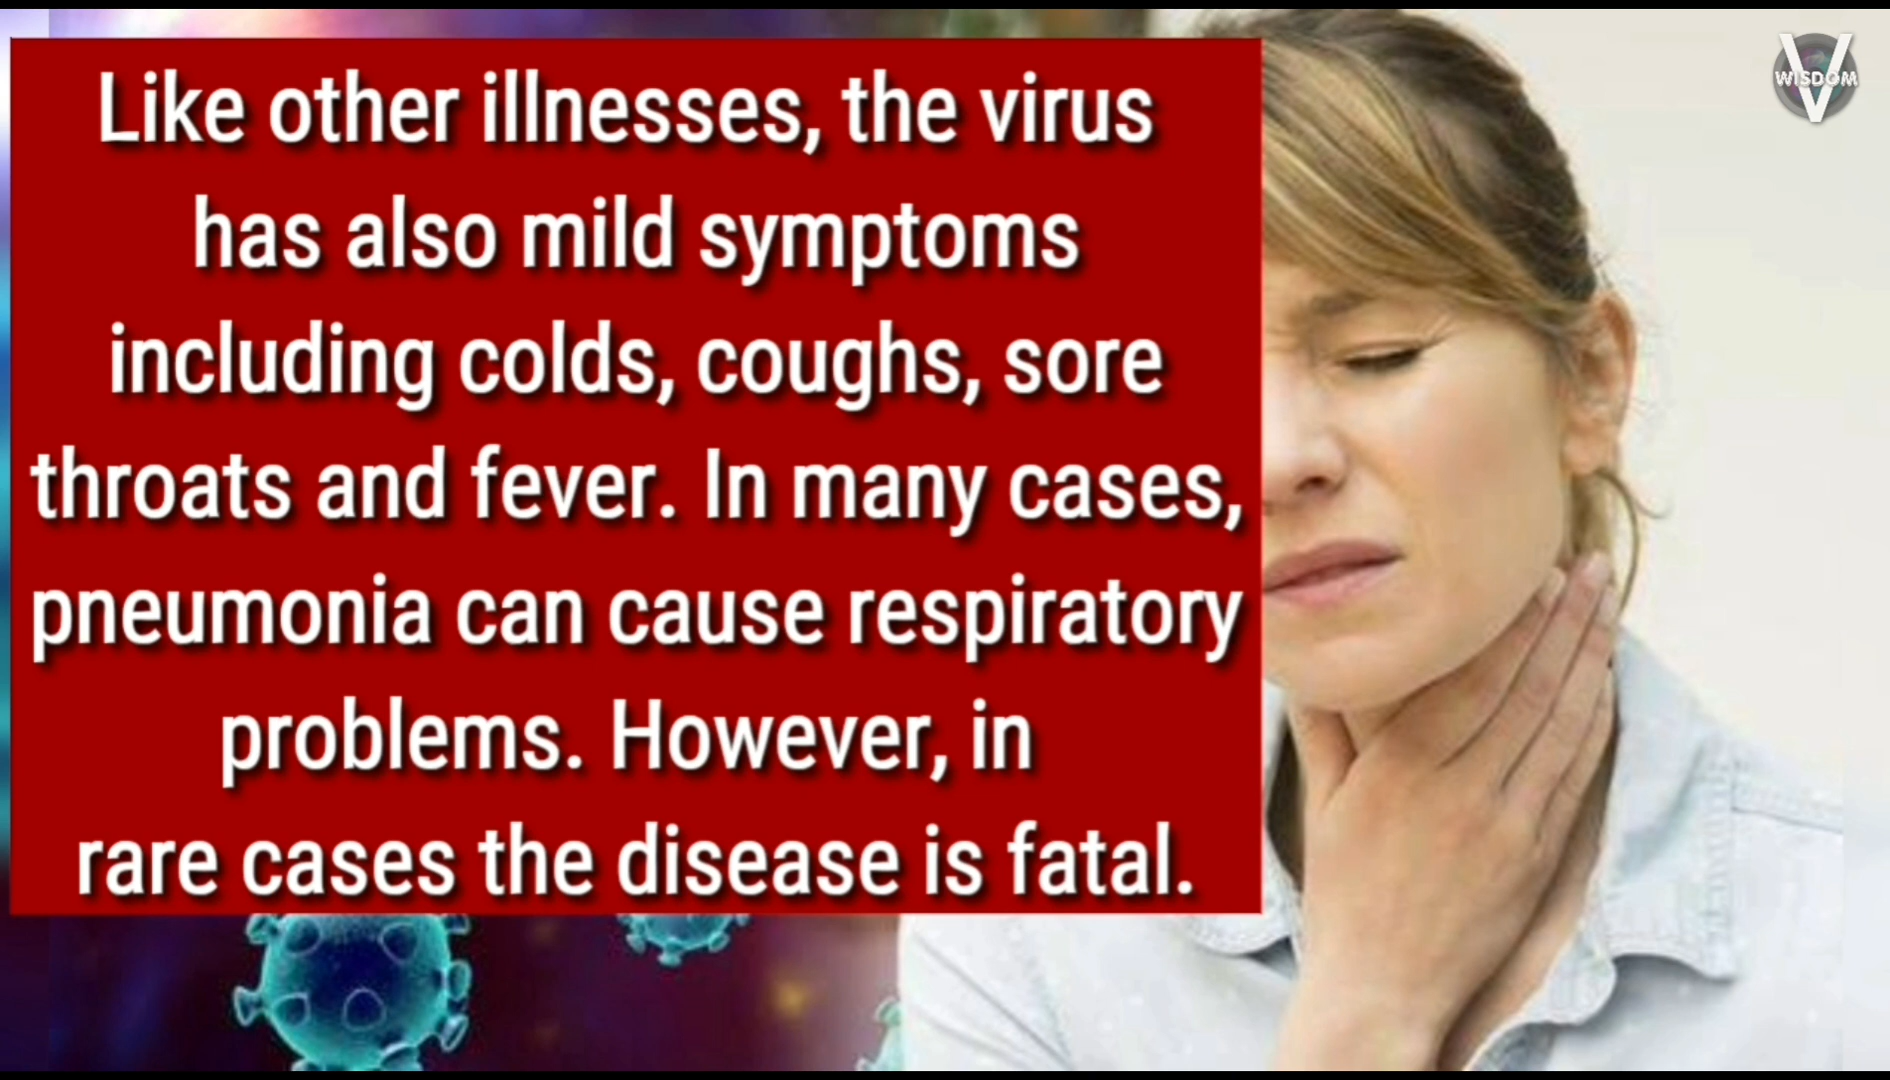 Like other illnesses, the virus
has also mild symptoms
including colds, coughs, sore
throats and fever. In many cases,
pneumonia can cause respiratory
problems. However, in
rare cases the disease is fatal.
V
WISDOM